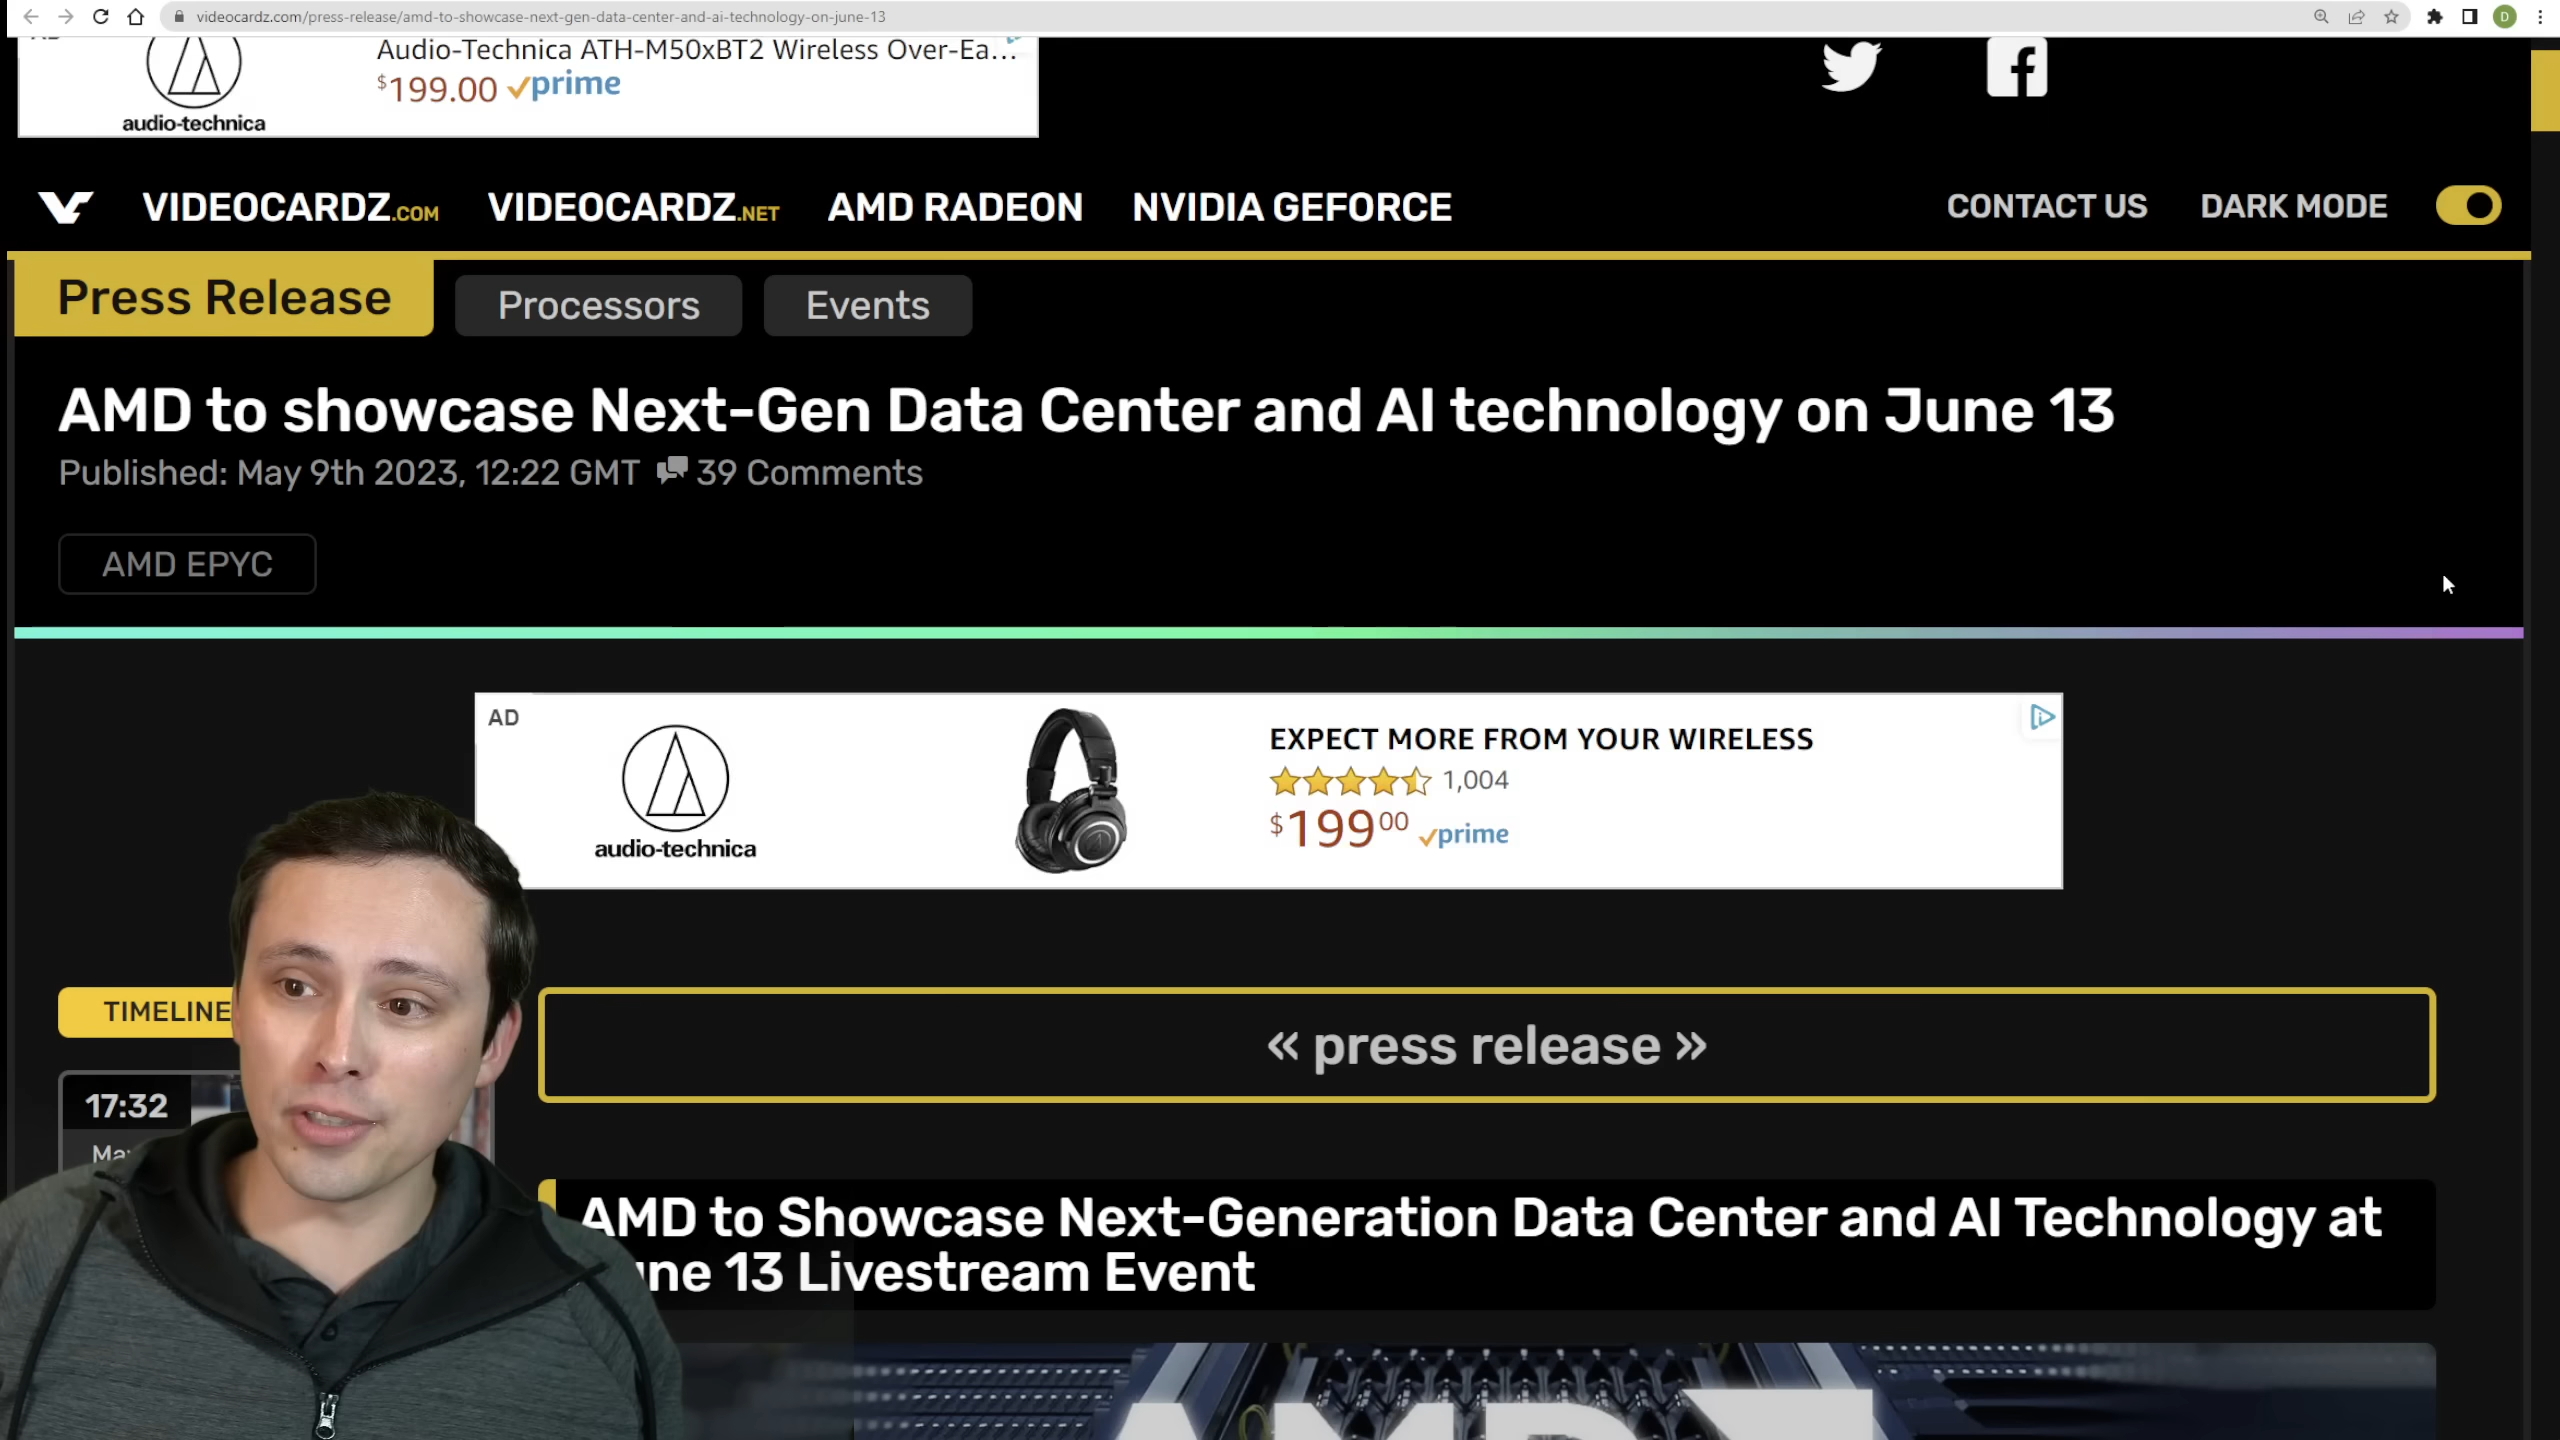 videocardz.com/press-release/amd-to-showcase-next-gen-data-center-and-ai-technology-on-june-13
D
Audio-Technica ATH-M50xBT2 Wireless Over-Ea...
$199.00 prime
audio-technica
VIDEOCARDZ.COM VIDEOCARDZ.NET AMD RADEON NVIDIA GEFORCE CONTACT US DARK MODE
Press Release Processors Events
AMD to showcase Next-Gen Data Center and AI technology on June 13
Published: May 9th 2023, 12:22 GMT 39 Comments
AMD EPYC
AD
audio-technica
EXPECT MORE FROM YOUR WIRELESS
1,004
$199.00 prime
TIMELINE
« press release »
17:32
AMD to Showcase Next-Generation Data Center and AI Technology at
une 13 Livestream Event